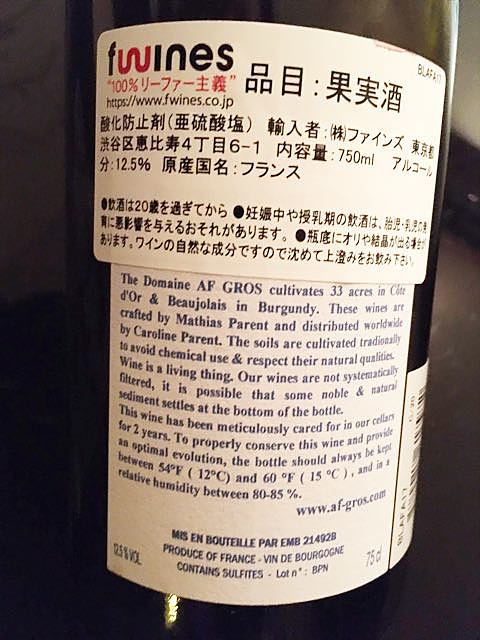 fwines
BLAFA17
"100%リーファー主義"
品目：果実酒
https://www.fwines.co.jp
酸化防止剤(亜硫酸塩) 輸入者：㈱ファインズ 東京都
渋谷区恵比寿4丁目6-1 内容量：750ml アルコール
分：12.5% 原産国名：フランス
●飲酒は20歳を過ぎてから ●妊娠中や授乳期の飲酒は、胎児・乳児の発
育に悪影響を与えるおそれがあります。 ●瓶底にオリや結晶が出る場合が
あります。ワインの自然な成分ですので沈めて上澄みをお飲み下さい。
The Domaine AF GROS cultivates 33 acres in Côte
d'Or & Beaujolais in Burgundy. These wines are
crafted by Mathias Parent and distributed worldwide
by Caroline Parent. The soils are cultivated tradionally
to avoid chemical use & respect their natural qualities.
Wine is a living thing. Our wines are not systematically
filtered, it is possible that some noble & natural
sediment settles at the bottom of the bottle.
This wine has been meticulously cared for in our cellars
for 2 years. To properly conserve this wine and provide
an optimal evolution, the bottle should always be kept
between 54°F ( 12°C) and 60 °F ( 15 °C ), and in a
relative humidity between 80-85 %.
www.af-gros.com
MIS EN BOUTEILLE PAR EMB 21492B
12.5 % VOL
PRODUCE OF FRANCE - VIN DE BOURGOGNE
75 cl
CONTAINS SULFITES - Lot n° : BPN
BLAFA17